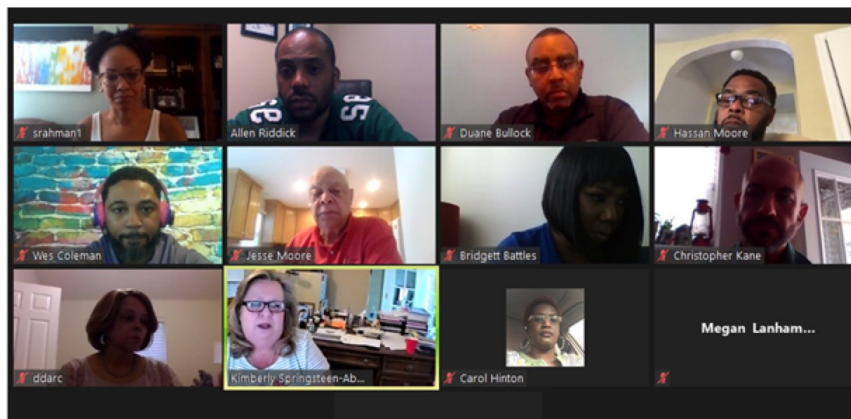 srahman1
Allen Riddick
Duane Bullock
Hassan Moore
Wes Coleman
Jesse Moore
Bridgett Battles
Christopher Kane
ddarc
Kimberly Springsteen-Ab...
Carol Hinton
Megan Lanham...